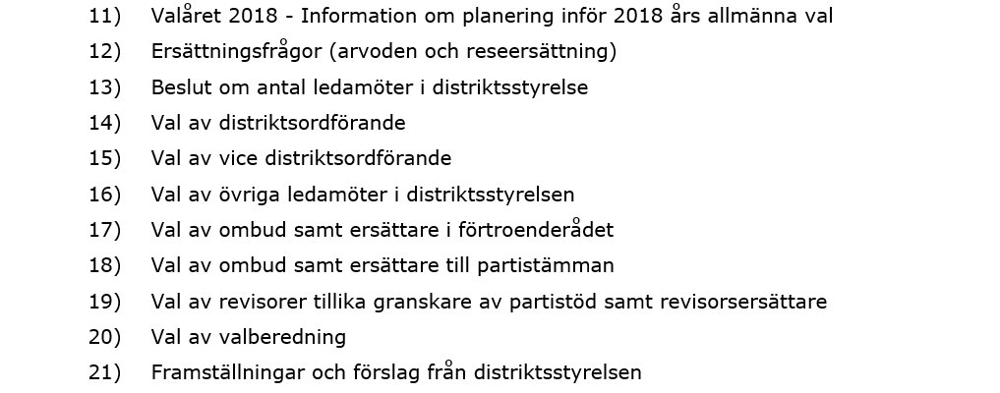 11) Valåret 2018 - Information om planering inför 2018 års allmänna val
12) Ersättningsfrågor (arvoden och reseersättning)
13) Beslut om antal ledamöter i distriktsstyrelse
14) Val av distriktsordförande
15) Val av vice distriktsordförande
16) Val av övriga ledamöter i distriktsstyrelsen
17) Val av ombud samt ersättare i förtroenderådet
18) Val av ombud samt ersättare till partistämman
19) Val av revisorer tillika granskare av partistöd samt revisorsersättare
20) Val av valberedning
21) Framställningar och förslag från distriktsstyrelsen